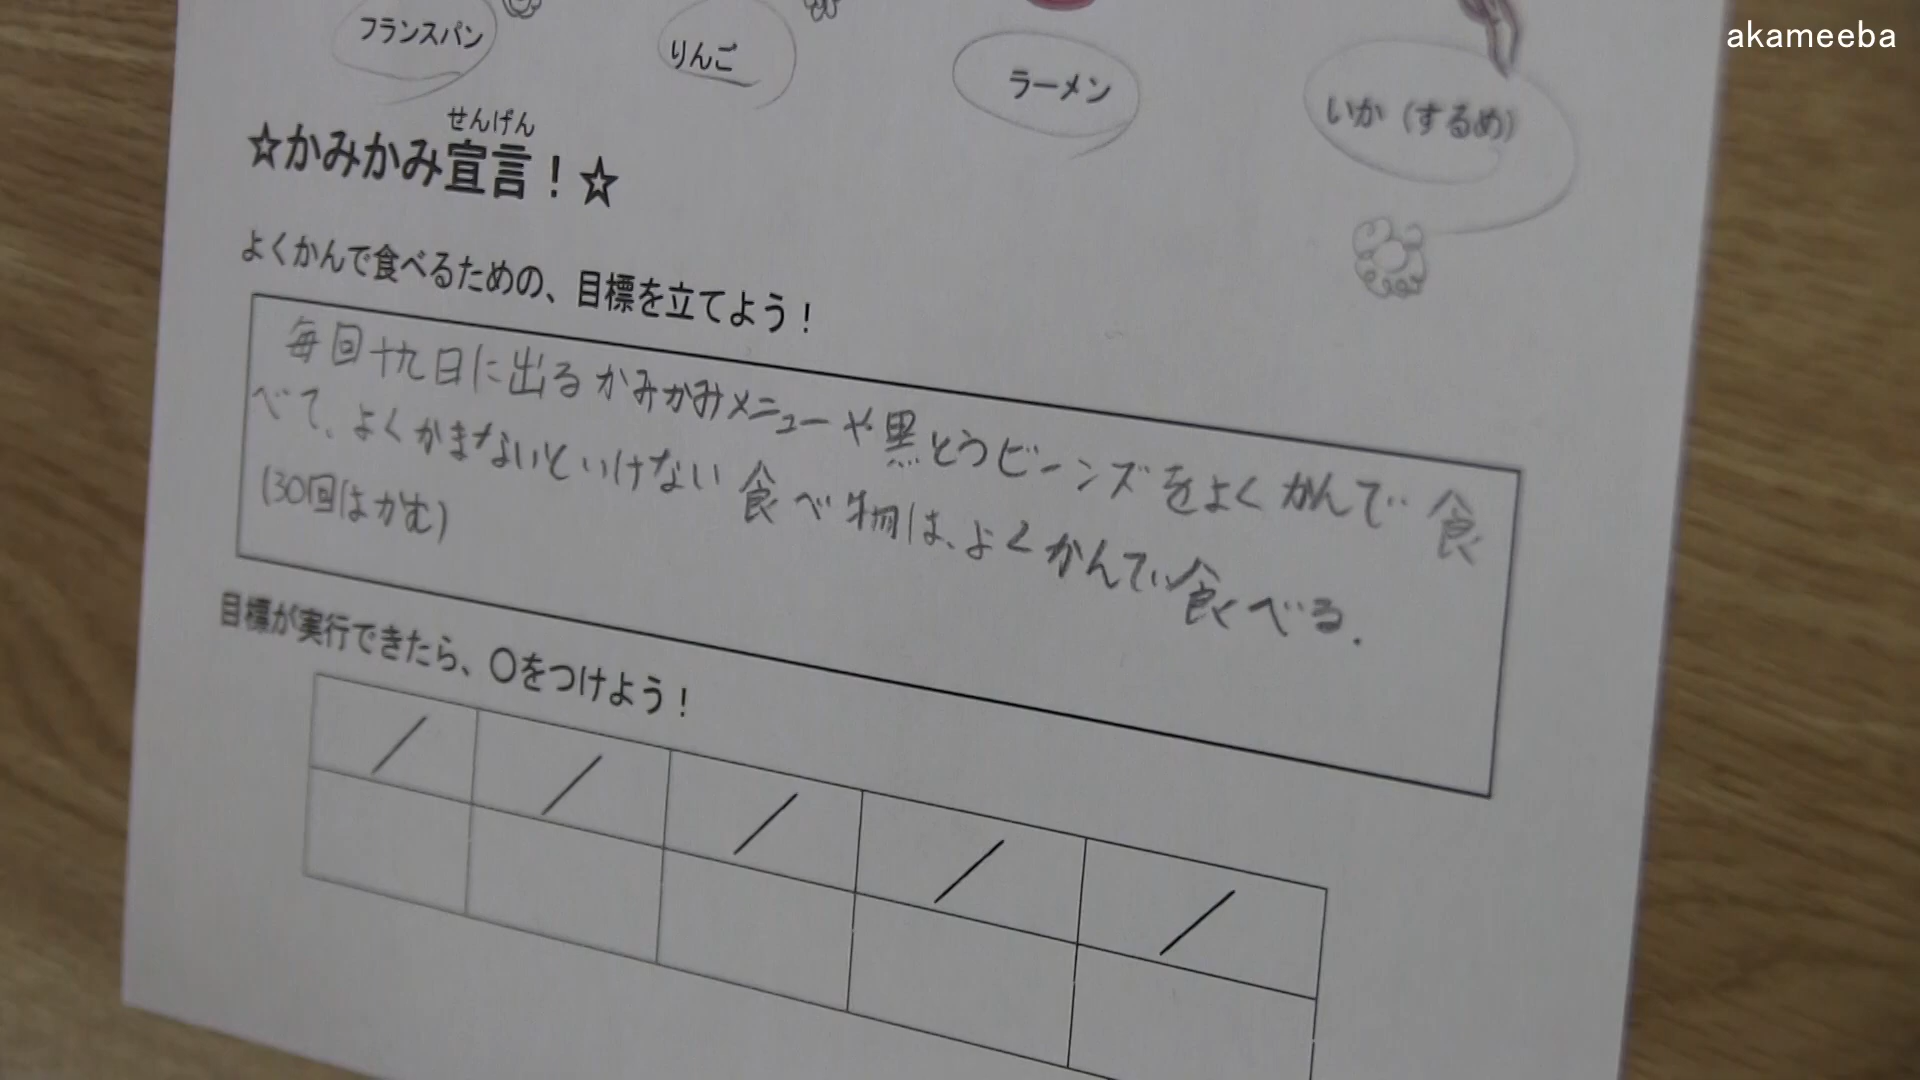 akameeba
フランスパン
りんご
ラーメン
いか（するめ）
せんげん
☆かみかみ宣言！☆
よくかんで食べるための、目標を立てよう！
毎回十九日に出るかみかみメニューや黒とうビーンズをよくかんで食
べて、よくかまないといけない食べ物は、よくかんで食べる.
(30回はかむ)
目標が実行できたら、〇をつけよう！
／ ／ ／ ／ ／